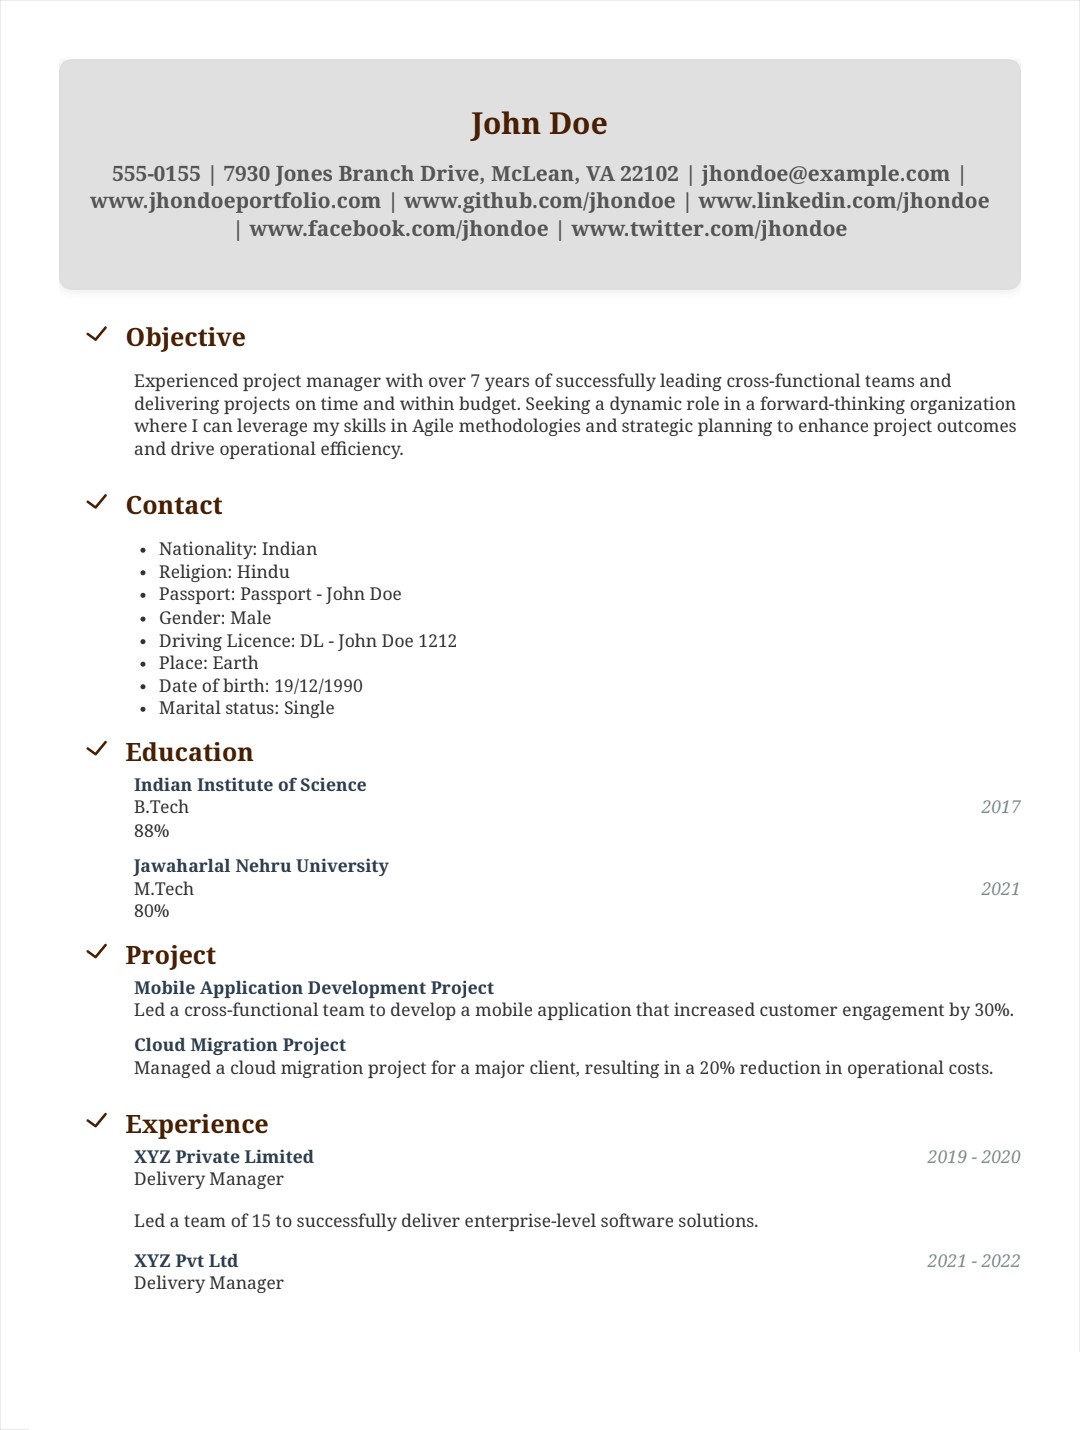 John Doe
555-0155 | 7930 Jones Branch Drive, McLean, VA 22102 | jhondoe@example.com |
www.jhondoeportfolio.com | www.github.com/jhondoe | www.linkedin.com/jhondoe
| www.facebook.com/jhondoe | www.twitter.com/jhondoe
Objective
Experienced project manager with over 7 years of successfully leading cross-functional teams and
delivering projects on time and within budget. Seeking a dynamic role in a forward-thinking organization
where I can leverage my skills in Agile methodologies and strategic planning to enhance project outcomes
and drive operational efficiency.
Contact
• Nationality: Indian
• Religion: Hindu
• Passport: Passport - John Doe
• Gender: Male
• Driving Licence: DL - John Doe 1212
• Place: Earth
• Date of birth: 19/12/1990
• Marital status: Single
Education
Indian Institute of Science
B.Tech 2017
88%
Jawaharlal Nehru University
M.Tech 2021
80%
Project
Mobile Application Development Project
Led a cross-functional team to develop a mobile application that increased customer engagement by 30%.
Cloud Migration Project
Managed a cloud migration project for a major client, resulting in a 20% reduction in operational costs.
Experience
XYZ Private Limited 2019 - 2020
Delivery Manager
Led a team of 15 to successfully deliver enterprise-level software solutions.
XYZ Pvt Ltd 2021 - 2022
Delivery Manager